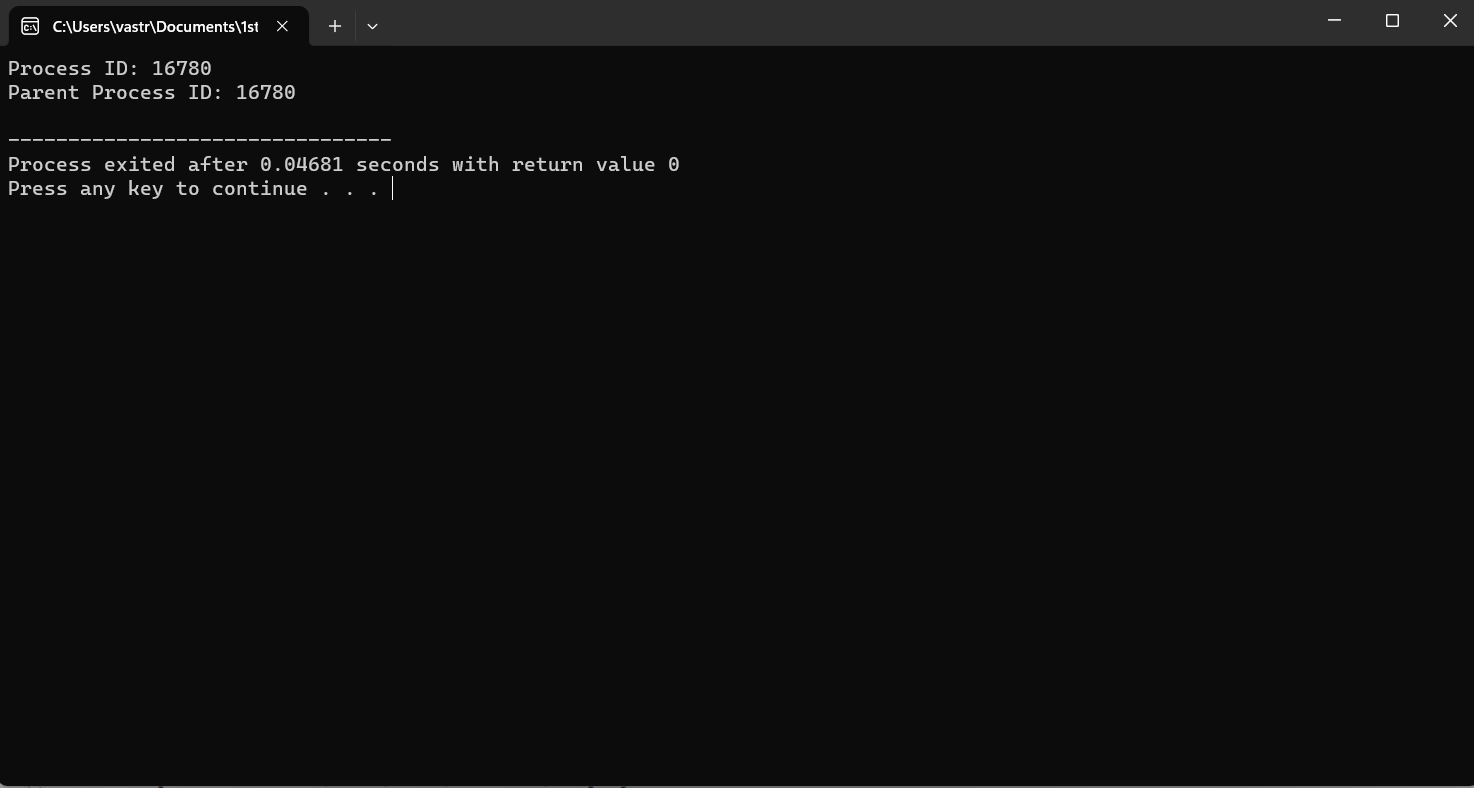 C:\Users\vastr\Documents\1st
Process ID: 16780
Parent Process ID: 16780
--------------------------------
Process exited after 0.04681 seconds with return value 0
Press any key to continue . . .